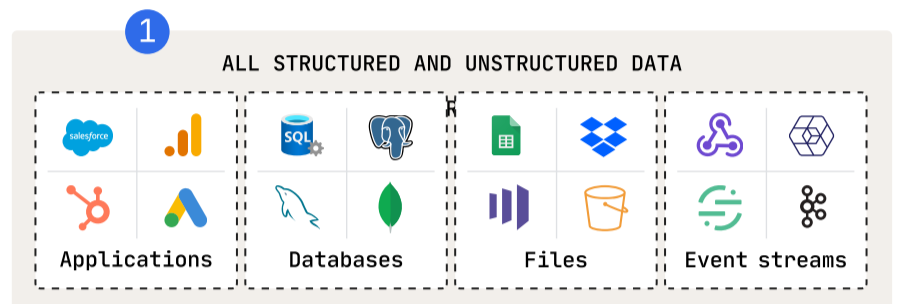 1
ALL STRUCTURED AND UNSTRUCTURED DATA
salesforce
SQL
Applications
Databases
Files
Event streams